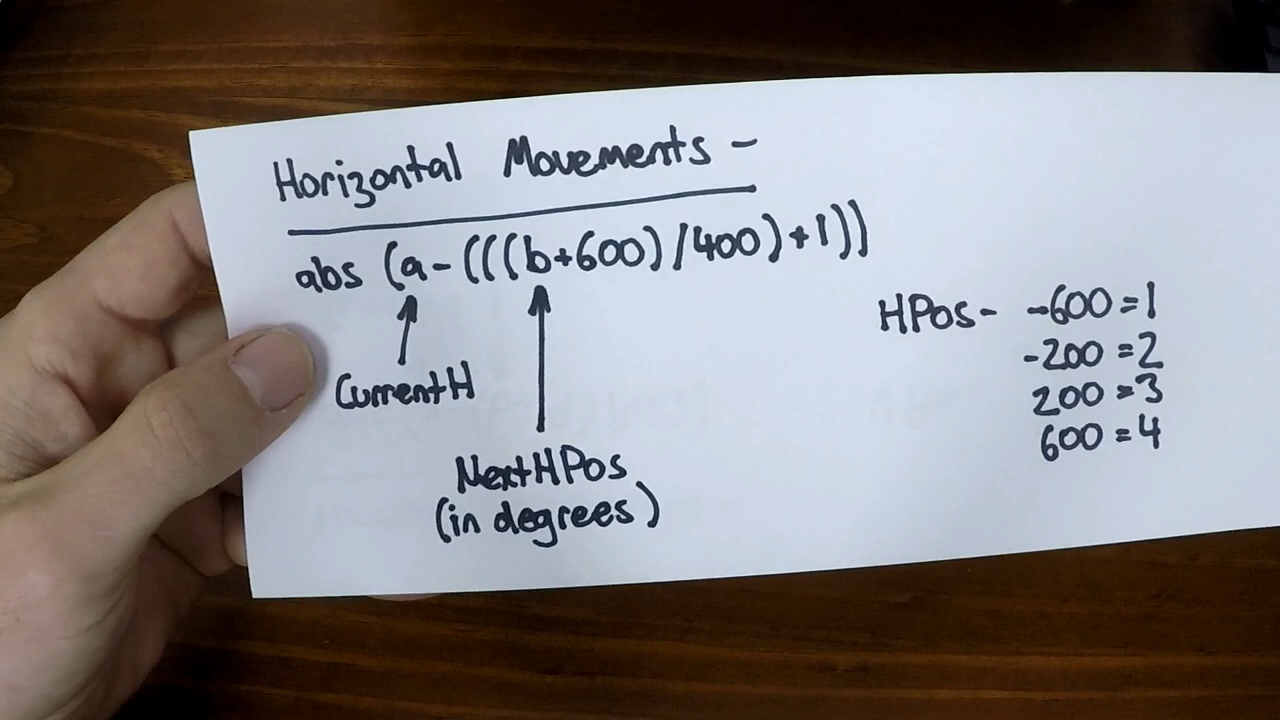 Horizontal Movements -
abs (a-(((b+600)/400)+1))
CurrentH
NextHPos
(in degrees)
HPos- -600=1
-200=2
200=3
600=4